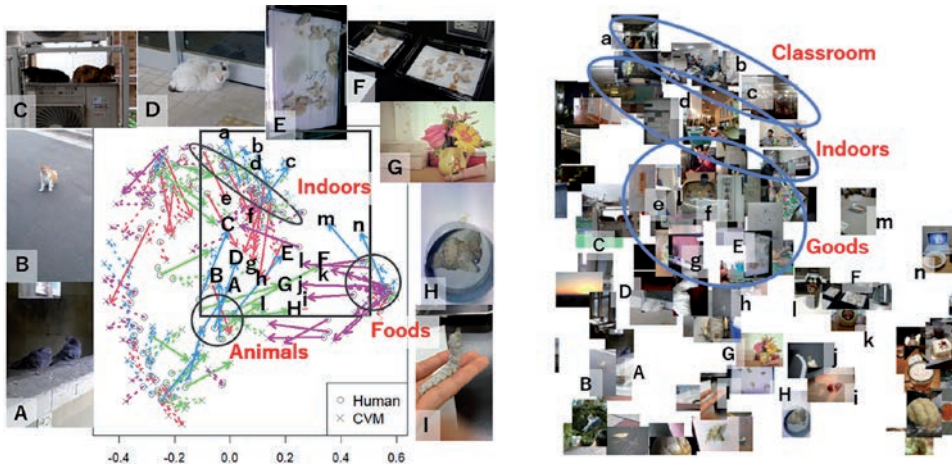 C
D
E
F
G
B
H
A
I
a
b
d
c
Indoors
e
f
m
n
C
D
E
I
F
k
B
A
g
h
G
j
i
l
H
Foods
Animals
Human
CVM
-0.4 -0.2 0.0 0.2 0.4 0.6
a
Classroom
b
c
d
Indoors
e
f
m
C
E
Goods
g
n
D
h
F
l
k
G
j
B
A
I
H
i